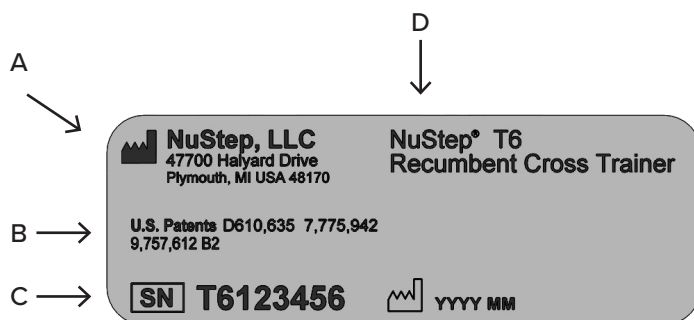 D
A
NuStep, LLC
47700 Halyard Drive
Plymouth, MI USA 48170
NuStep® T6
Recumbent Cross Trainer
B
U.S. Patents D610,635 7,775,942
9,757,612 B2
C
SN T6123456
YYYY MM